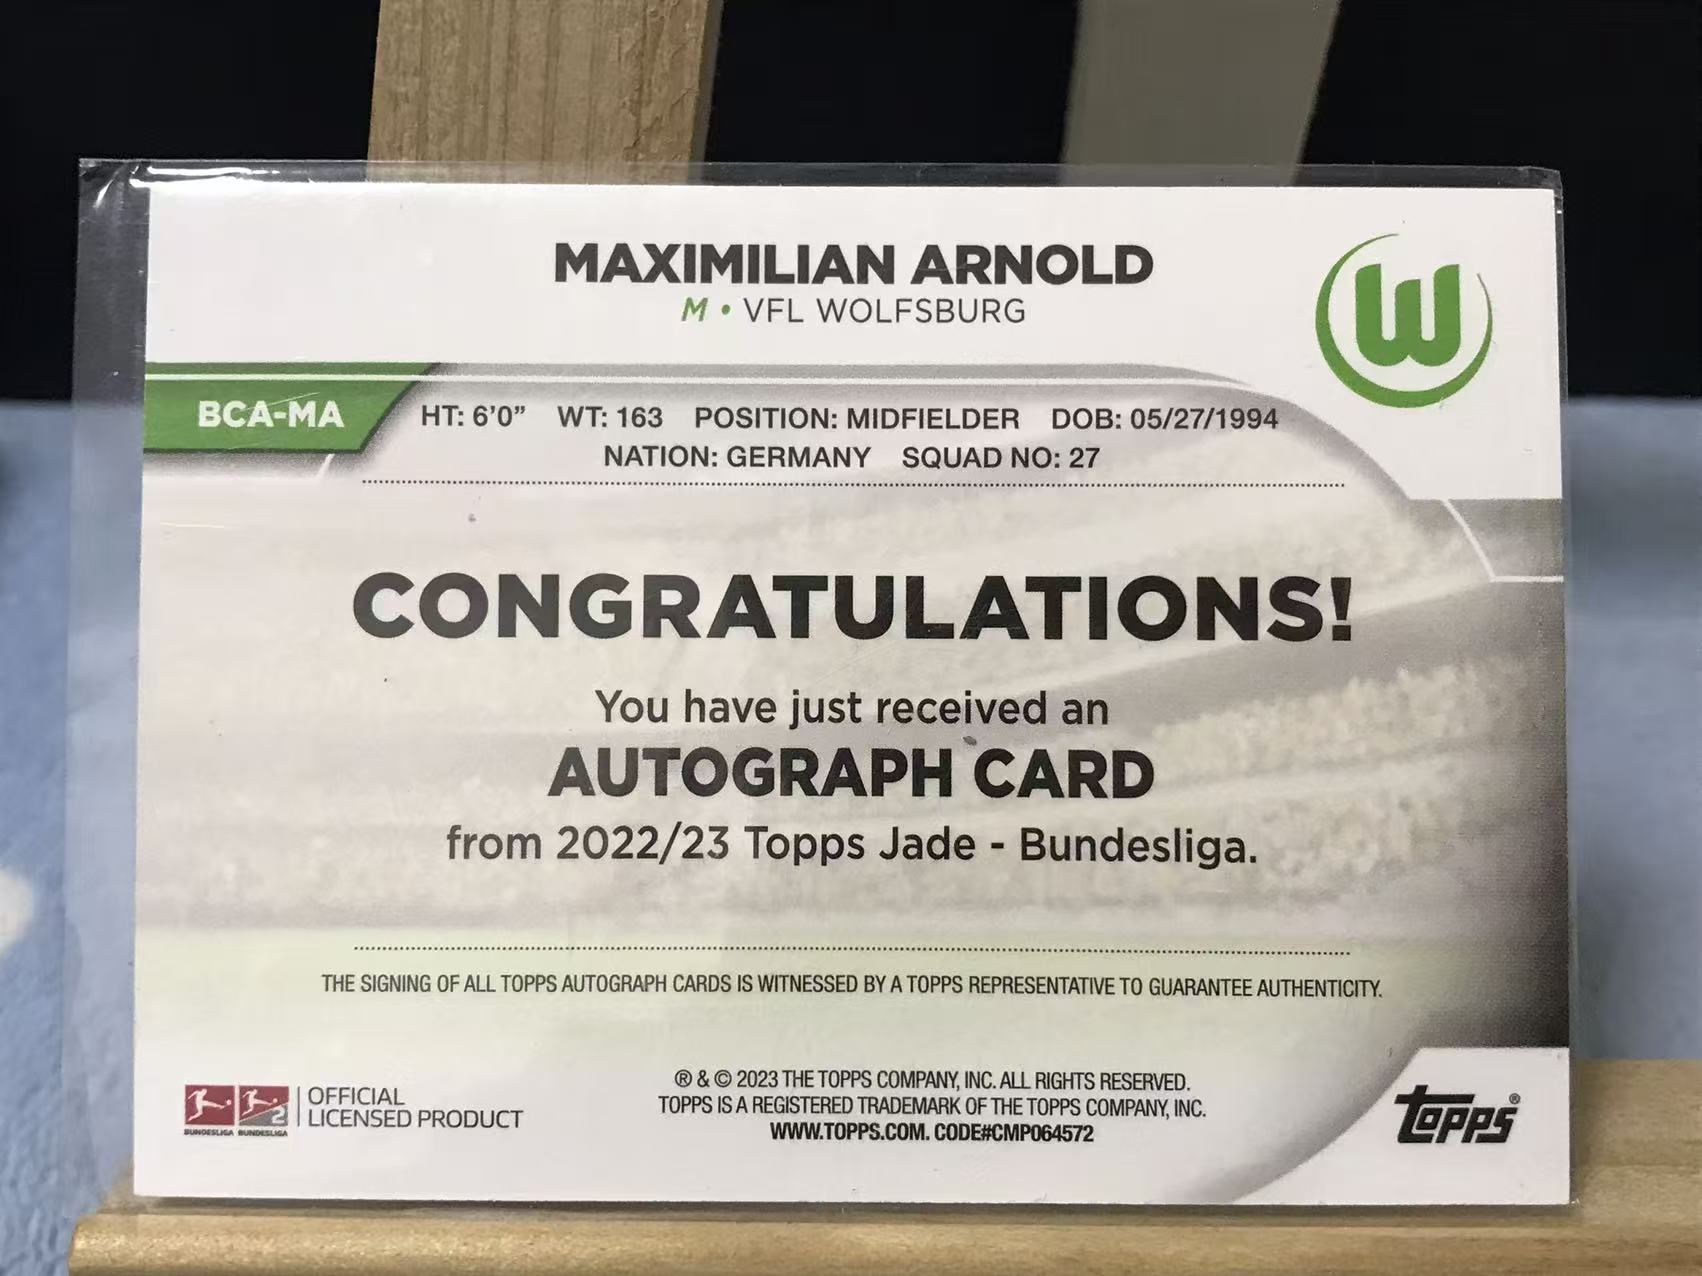 MAXIMILIAN ARNOLD
M • VFL WOLFSBURG
W
BCA-MA
HT: 6'0" WT: 163 POSITION: MIDFIELDER DOB: 05/27/1994
NATION: GERMANY SQUAD NO: 27
CONGRATULATIONS!
You have just received an
AUTOGRAPH CARD
from 2022/23 Topps Jade - Bundesliga.
THE SIGNING OF ALL TOPPS AUTOGRAPH CARDS IS WITNESSED BY A TOPPS REPRESENTATIVE TO GUARANTEE AUTHENTICITY.
2
BUNDESLIGA BUNDESLIGA
OFFICIAL
LICENSED PRODUCT
® & © 2023 THE TOPPS COMPANY, INC. ALL RIGHTS RESERVED.
TOPPS IS A REGISTERED TRADEMARK OF THE TOPPS COMPANY, INC.
WWW.TOPPS.COM. CODE#CMP064572
topps®